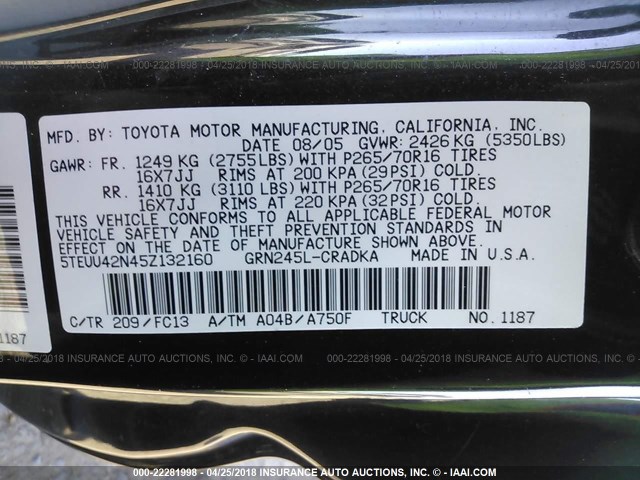 000-22281998 - 04/25/2018 INSURANCE AUTO AUCTIONS, INC. - IAAI.COM
MFD. BY: TOYOTA MOTOR MANUFACTURING, CALIFORNIA, INC.
DATE 08/05 GVWR: 2426 KG (5350LBS)
GAWR: FR. 1249 KG (2755LBS) WITH P265/70R16 TIRES
16X7JJ RIMS AT 200 KPA (29 PSI) COLD.
RR. 1410 KG (3110 LBS) WITH P265/70R16 TIRES
16X7JJ RIMS AT 220 KPA (32 PSI) COLD.
THIS VEHICLE CONFORMS TO ALL APPLICABLE FEDERAL MOTOR
VEHICLE SAFETY AND THEFT PREVENTION STANDARDS IN
EFFECT ON THE DATE OF MANUFACTURE SHOWN ABOVE.
5TEUU42N45Z132160 GRN245L-CRADKA MADE IN U.S.A.
C/TR 209/FC13 A/TM A04B/A750F TRUCK NO. 1187
1187
000-22281998 - 04/25/2018 INSURANCE AUTO AUCTIONS, INC. - IAAI.COM
000-22281998 - 04/25/2018 INSURANCE AUTO AUCTIONS, INC. - IAAI.COM